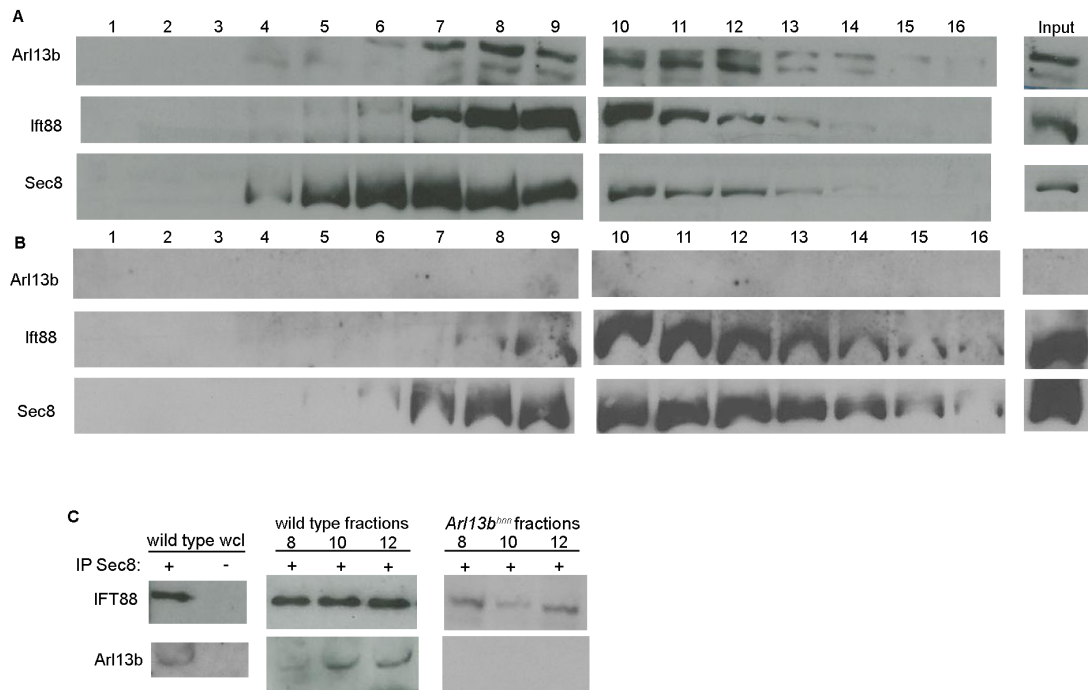 A
1 2 3 4 5 6 7 8 9 10 11 12 13 14 15 16 Input
Arl13b
Ift88
Sec8
B
1 2 3 4 5 6 7 8 9 10 11 12 13 14 15 16
Arl13b
Ift88
Sec8
C
wild type wcl wild type fractions Arl13bʰⁿⁿ fractions
8 10 12 8 10 12
IP Sec8: + - + + + + + +
IFT88
Arl13b